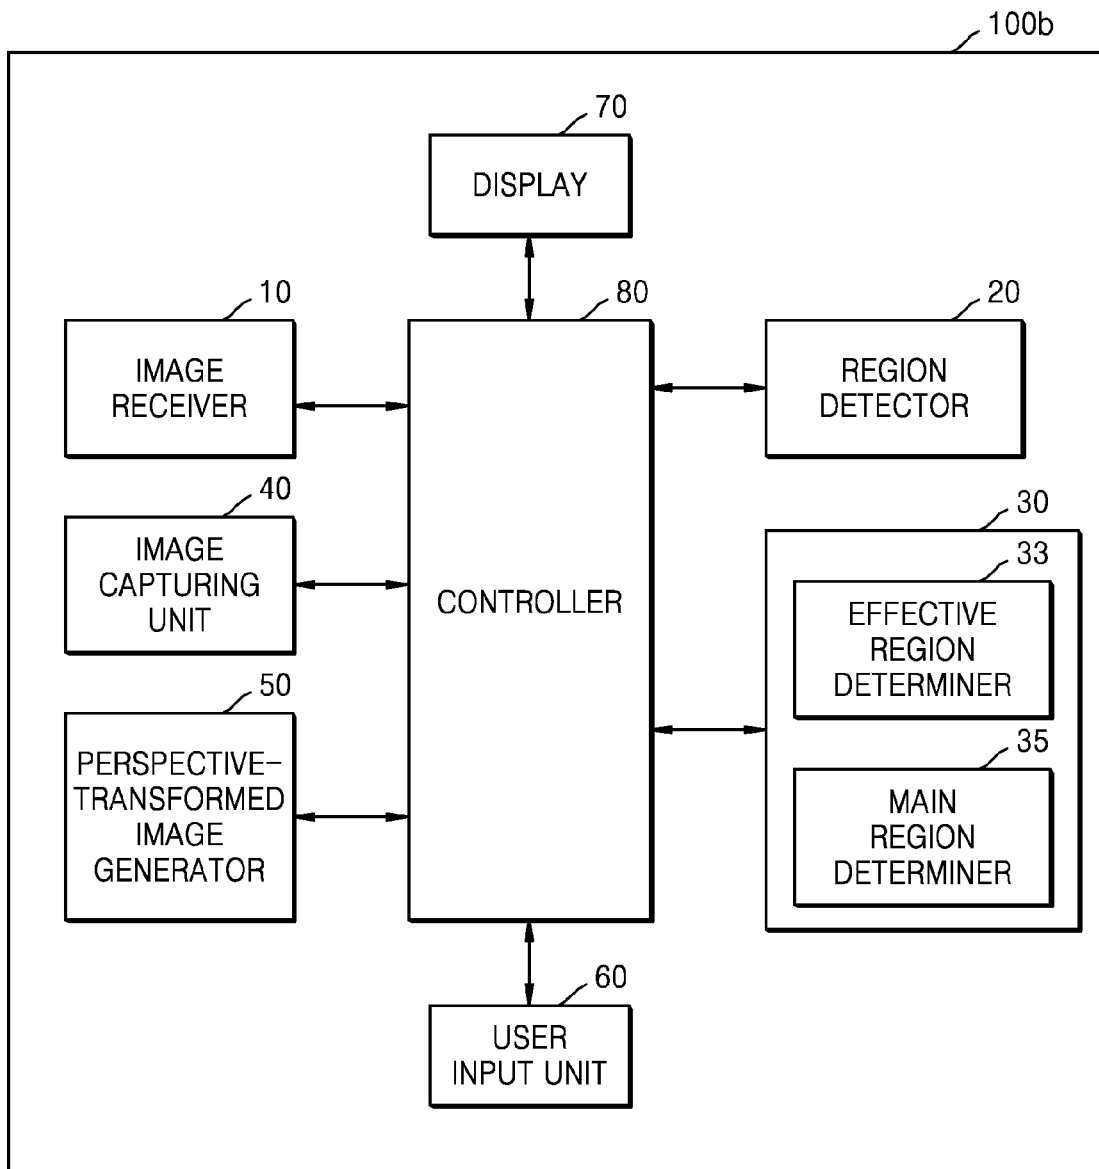 100b
70
DISPLAY
10
IMAGE
RECEIVER
80
CONTROLLER
20
REGION
DETECTOR
40
IMAGE
CAPTURING
UNIT
30
33
EFFECTIVE
REGION
DETERMINER
50
PERSPECTIVE-
TRANSFORMED
IMAGE
GENERATOR
35
MAIN
REGION
DETERMINER
60
USER
INPUT UNIT